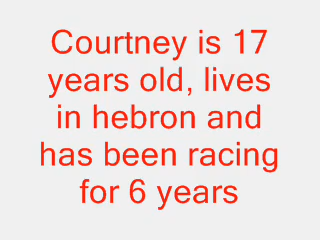 Courtney is 17
years old, lives
in hebron and
has been racing
for 6 years